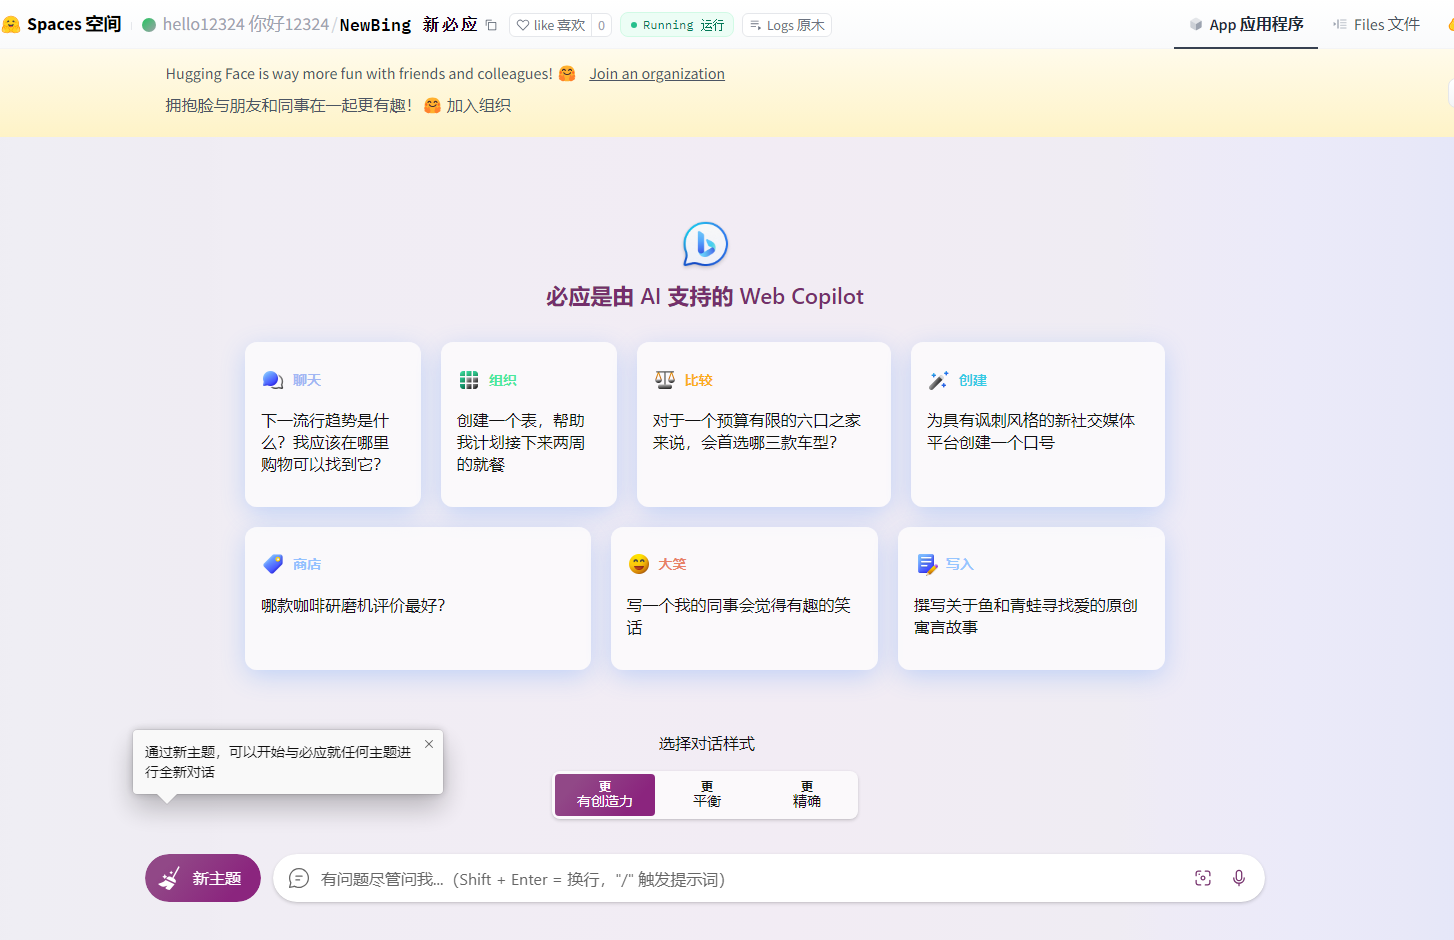 Spaces 空间 hello12324 你好12324/NewBing 新必应 like 喜欢 0 Running 运行 Logs 原木 App 应用程序 Files 文件
Hugging Face is way more fun with friends and colleagues! 🤗 Join an organization
拥抱脸与朋友和同事在一起更有趣！🤗 加入组织
必应是由 AI 支持的 Web Copilot
聊天
下一流行趋势是什
么？我应该在哪里
购物可以找到它？
组织
创建一个表，帮助
我计划接下来两周
的就餐
比较
对于一个预算有限的六口之家
来说，会首选哪三款车型？
创建
为具有讽刺风格的新社交媒体
平台创建一个口号
商店
哪款咖啡研磨机评价最好？
大笑
写一个我的同事会觉得有趣的笑
话
写入
撰写关于鱼和青蛙寻找爱的原创
寓言故事
通过新主题，可以开始与必应就任何主题进
行全新对话
选择对话样式
更
有创造力
更
平衡
更
精确
新主题
有问题尽管问我...（Shift + Enter = 换行，"/" 触发提示词）